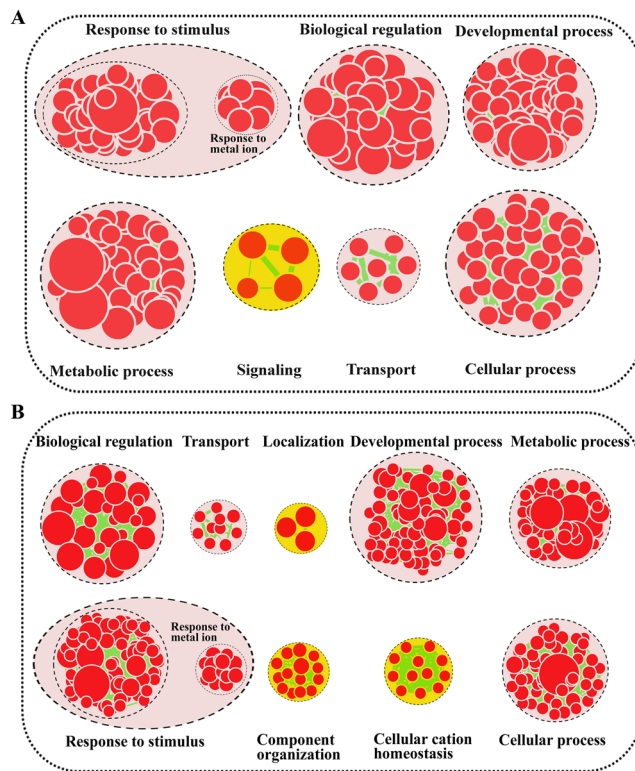 A
Response to stimulus Biological regulation Developmental process
Rsponse to
metal ion
Metabolic process Signaling Transport Cellular process
B
Biological regulation Transport Localization Developmental process Metabolic process
Response to
metal ion
Response to stimulus Component
organization Cellular cation
homeostasis Cellular process